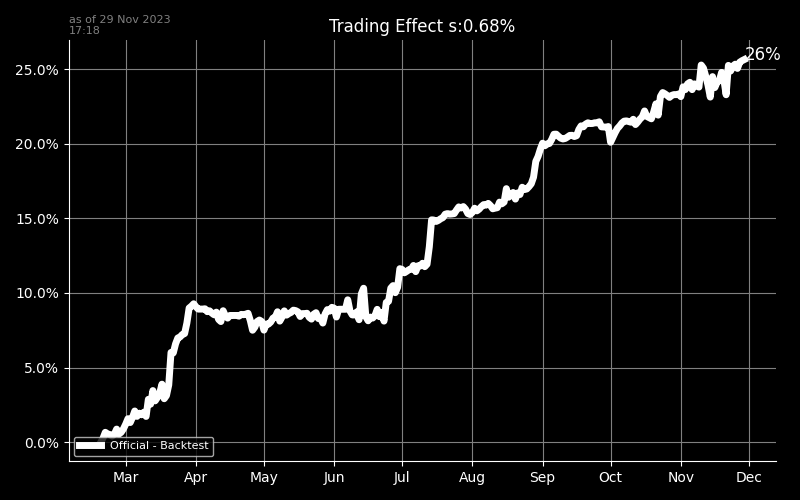 as of 29 Nov 2023
17:18
Trading Effect s:0.68%
26%
25.0%
20.0%
15.0%
10.0%
5.0%
0.0%
Official - Backtest
Mar Apr May Jun Jul Aug Sep Oct Nov Dec